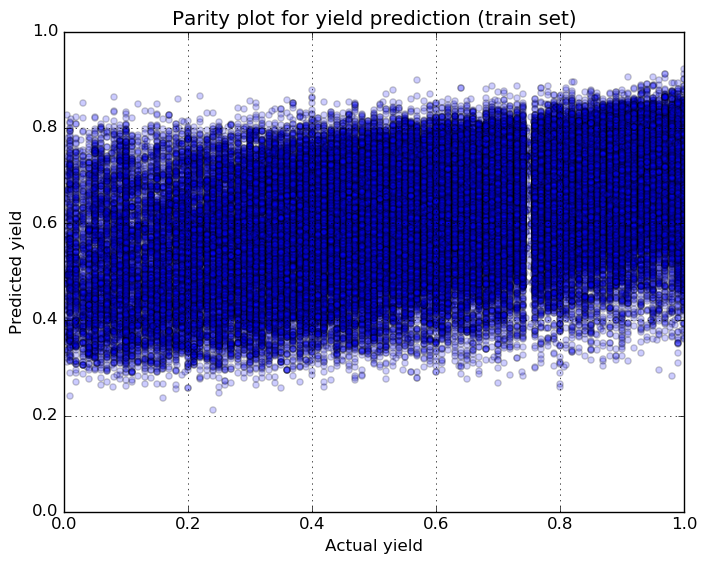 Parity plot for yield prediction (train set)
1.0
0.8
0.6
0.4
0.2
0.0
Predicted yield
0.0 0.2 0.4 0.6 0.8 1.0
Actual yield